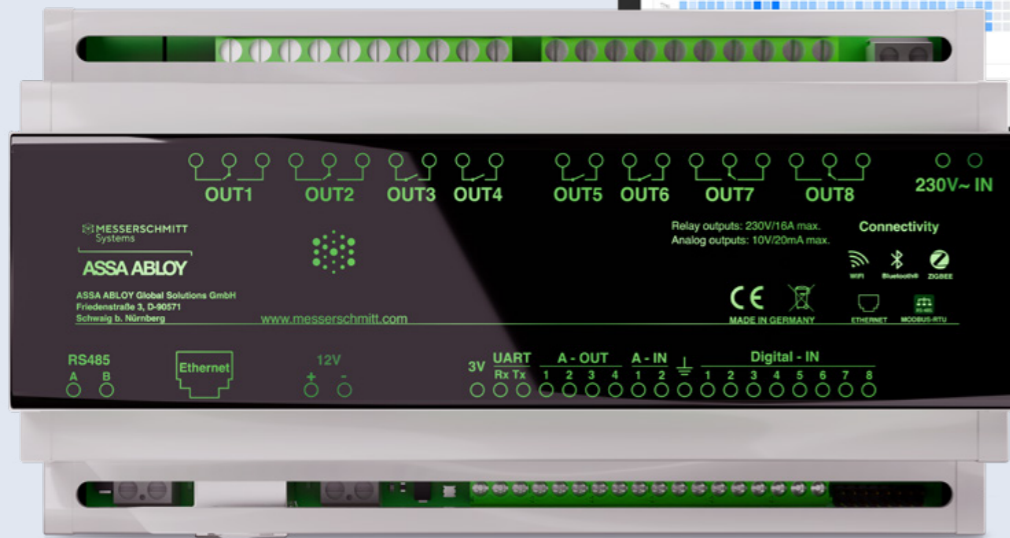 OUT1 OUT2 OUT3 OUT4 OUT5 OUT6 OUT7 OUT8 230V~ IN
MESSERSCHMITT
Systems
ASSA ABLOY
ASSA ABLOY Global Solutions GmbH
Friedenstraße 3, D-90571
Schwaig b. Nürnberg
www.messerschmitt.com
Relay outputs: 230V/16A max.
Analog outputs: 10V/20mA max.
CE
MADE IN GERMANY
Connectivity
WIFI Bluetooth® ZIGBEE
RS-485
ETHERNET MODBUS-RTU
RS485
A B
Ethernet
12V
+ -
3V
UART
Rx Tx
A - OUT
1 2 3 4
A - IN
1 2
Digital - IN
1 2 3 4 5 6 7 8